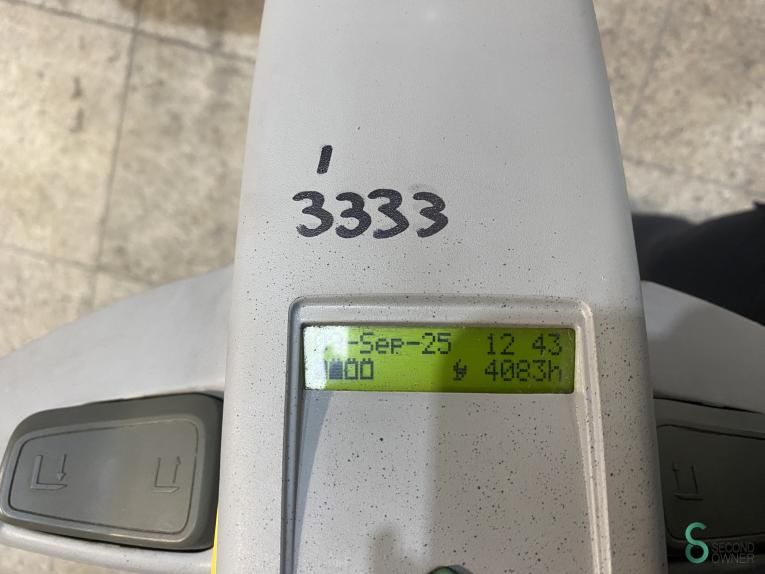 1
3333
-Sep-25 12 43
4083h
SECOND
OWNER